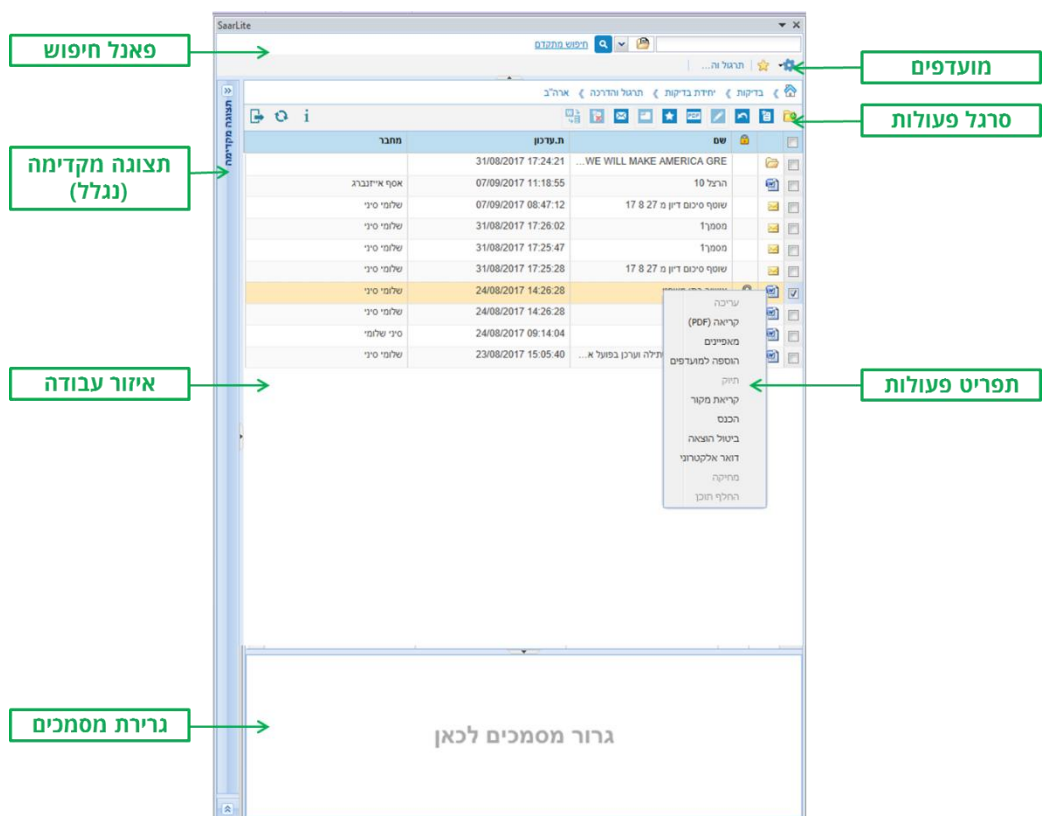 SaarLite
פאנל חיפוש
חיפוש מתקדם
תרגול וה...
מועדפים
בדיקות ❯ יחידת בדיקות ❯ תרגול והדרכה ❯ ארה"ב
סרגל פעולות
תצוגה מקדימה
תצוגה מקדימה
(נגלל)
שם ת.עדכון מחבר
WE WILL MAKE AMERICA GRE... 31/08/2017 17:24:21
הרצל 10 07/09/2017 11:18:55 אסף אייזנברג
שוטף סיכום דיון מ 27 8 17 07/09/2017 08:47:12 שלומי סיני
מסמך1 31/08/2017 17:26:02 שלומי סיני
מסמך1 31/08/2017 17:25:47 שלומי סיני
שוטף סיכום דיון מ 27 8 17 31/08/2017 17:25:28 שלומי סיני
24/08/2017 14:26:28 שלומי סיני
24/08/2017 14:26:28 שלומי סיני
24/08/2017 09:14:04 סיני שלומי
תילה וערכן בפועל א... 23/08/2017 15:05:40 שלומי סיני
עריכה
קריאה (PDF)
מאפיינים
הוספה למועדפים
תיוק
קריאת מקור
הכנס
ביטול הוצאה
דואר אלקטרוני
מחיקה
החלף תוכן
תפריט פעולות
איזור עבודה
גרירת מסמכים
גרור מסמכים לכאן